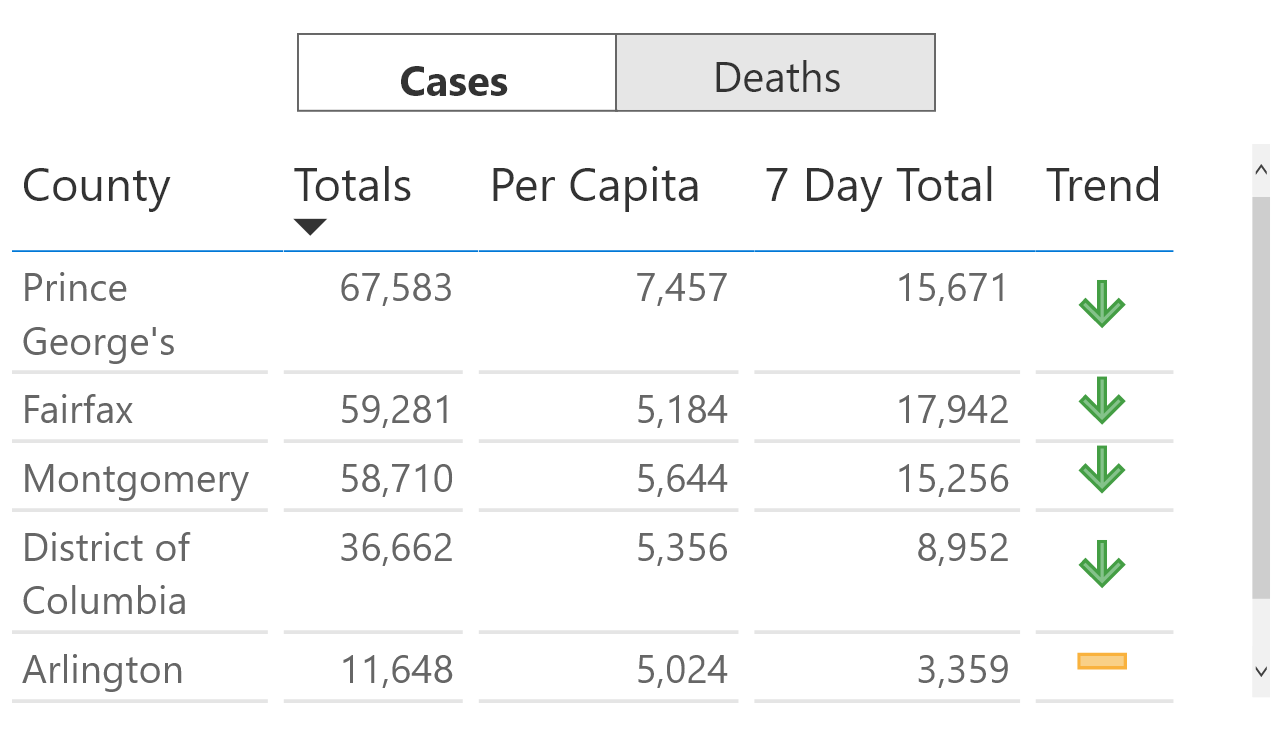 Cases Deaths
County Totals Per Capita 7 Day Total Trend
Prince 67,583 7,457 15,671
George's
Fairfax 59,281 5,184 17,942
Montgomery 58,710 5,644 15,256
District of 36,662 5,356 8,952
Columbia
Arlington 11,648 5,024 3,359